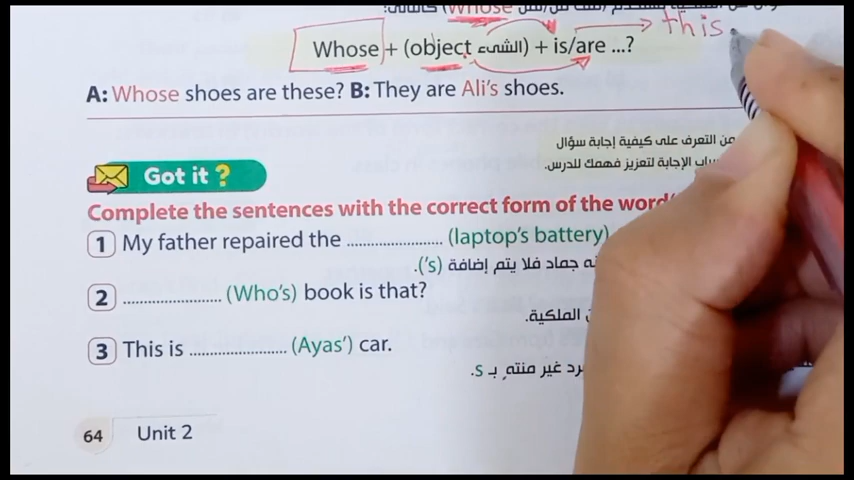 Whose
Whose + (object الشىء) + is/are ...? this
A: Whose shoes are these? B: They are Ali's shoes.
من التعرف على كيفية إجابة سؤال
الإجابة لتعزيز فهمك للدرس.
Got it ?
Complete the sentences with the correct form of the word
1 My father repaired the ...................... (laptop's battery)
جماد فلا يتم إضافة (s').
2 ...................... (Who's) book is that?
الملكية.
3 This is ...................... (Ayas') car.
غير منتهٍ بـ s.
64 Unit 2